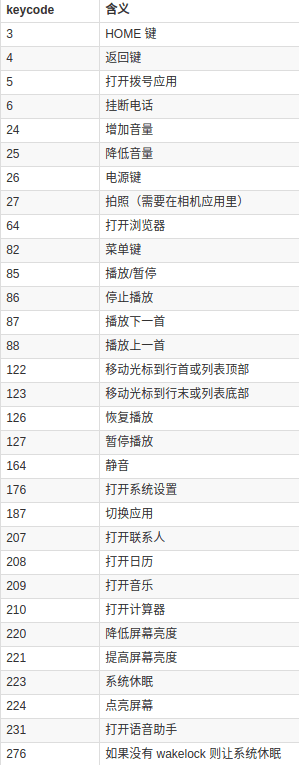 keycode 含义
3 HOME 键
4 返回键
5 打开拨号应用
6 挂断电话
24 增加音量
25 降低音量
26 电源键
27 拍照（需要在相机应用里）
64 打开浏览器
82 菜单键
85 播放/暂停
86 停止播放
87 播放下一首
88 播放上一首
122 移动光标到行首或列表顶部
123 移动光标到行末或列表底部
126 恢复播放
127 暂停播放
164 静音
176 打开系统设置
187 切换应用
207 打开联系人
208 打开日历
209 打开音乐
210 打开计算器
220 降低屏幕亮度
221 提高屏幕亮度
223 系统休眠
224 点亮屏幕
231 打开语音助手
276 如果没有 wakelock 则让系统休眠